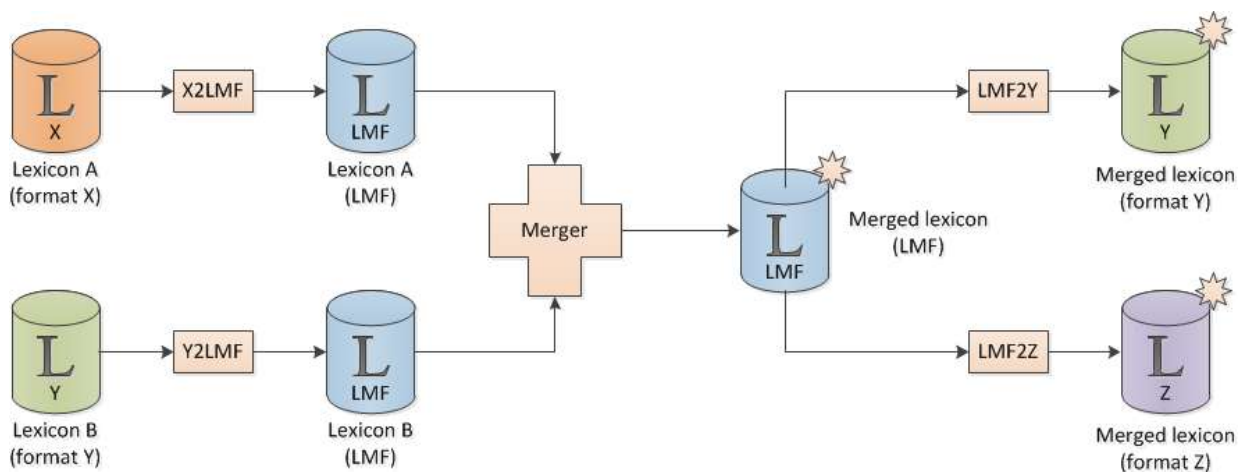 L
X
Lexicon A
(format X)
X2LMF
L
LMF
Lexicon A
(LMF)
L
Y
Lexicon B
(format Y)
Y2LMF
L
LMF
Lexicon B
(LMF)
Merger
L
LMF
Merged lexicon
(LMF)
LMF2Y
L
Y
Merged lexicon
(format Y)
LMF2Z
L
Z
Merged lexicon
(format Z)